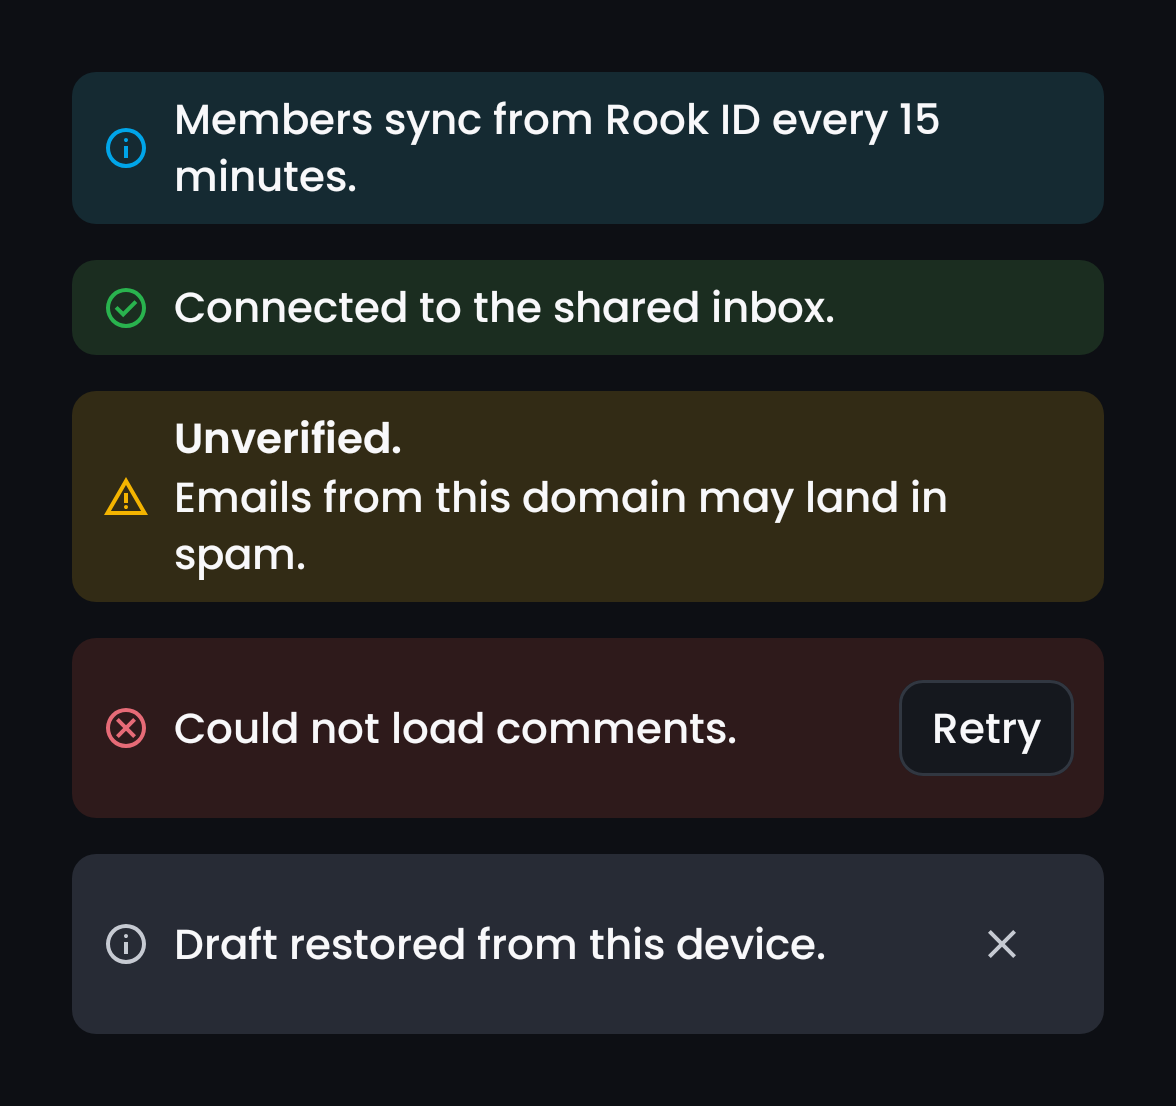 Members sync from Rook ID every 15
minutes.
Connected to the shared inbox.
Unverified.
Emails from this domain may land in
spam.
Could not load comments.
Retry
Draft restored from this device.